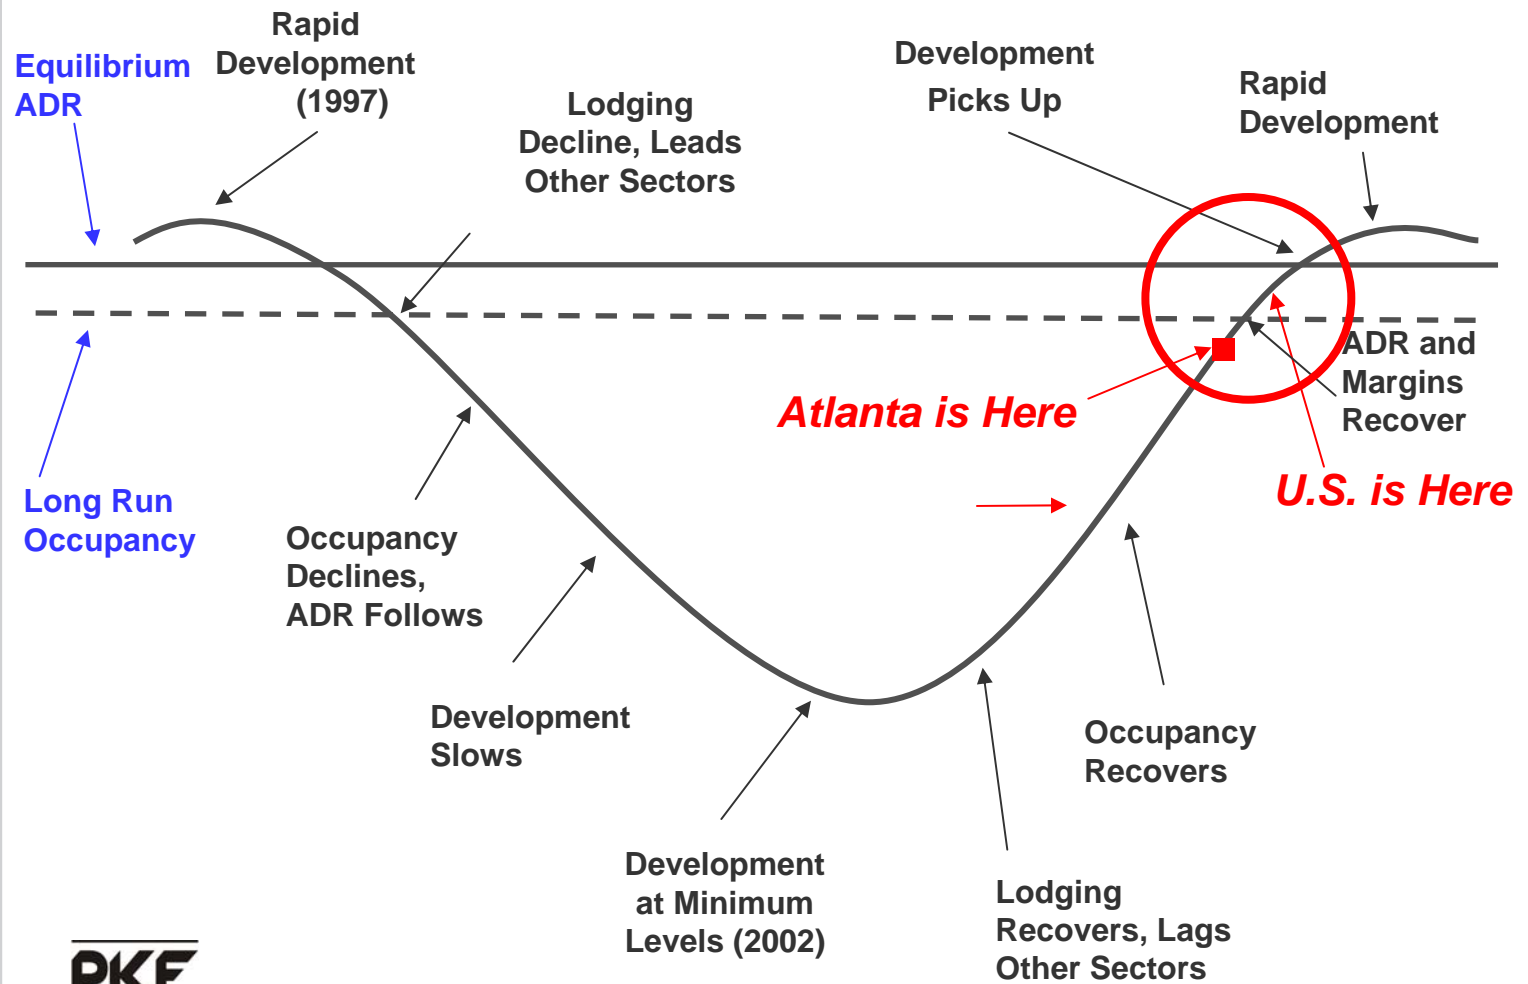 Rapid
Development
(1997)
Equilibrium
ADR
Lodging
Decline, Leads
Other Sectors
Development
Picks Up
Rapid
Development
ADR and
Margins
Recover
Atlanta is Here
U.S. is Here
Long Run
Occupancy
Occupancy
Declines,
ADR Follows
Development
Slows
Occupancy
Recovers
Development
at Minimum
Levels (2002)
Lodging
Recovers, Lags
Other Sectors
PKF